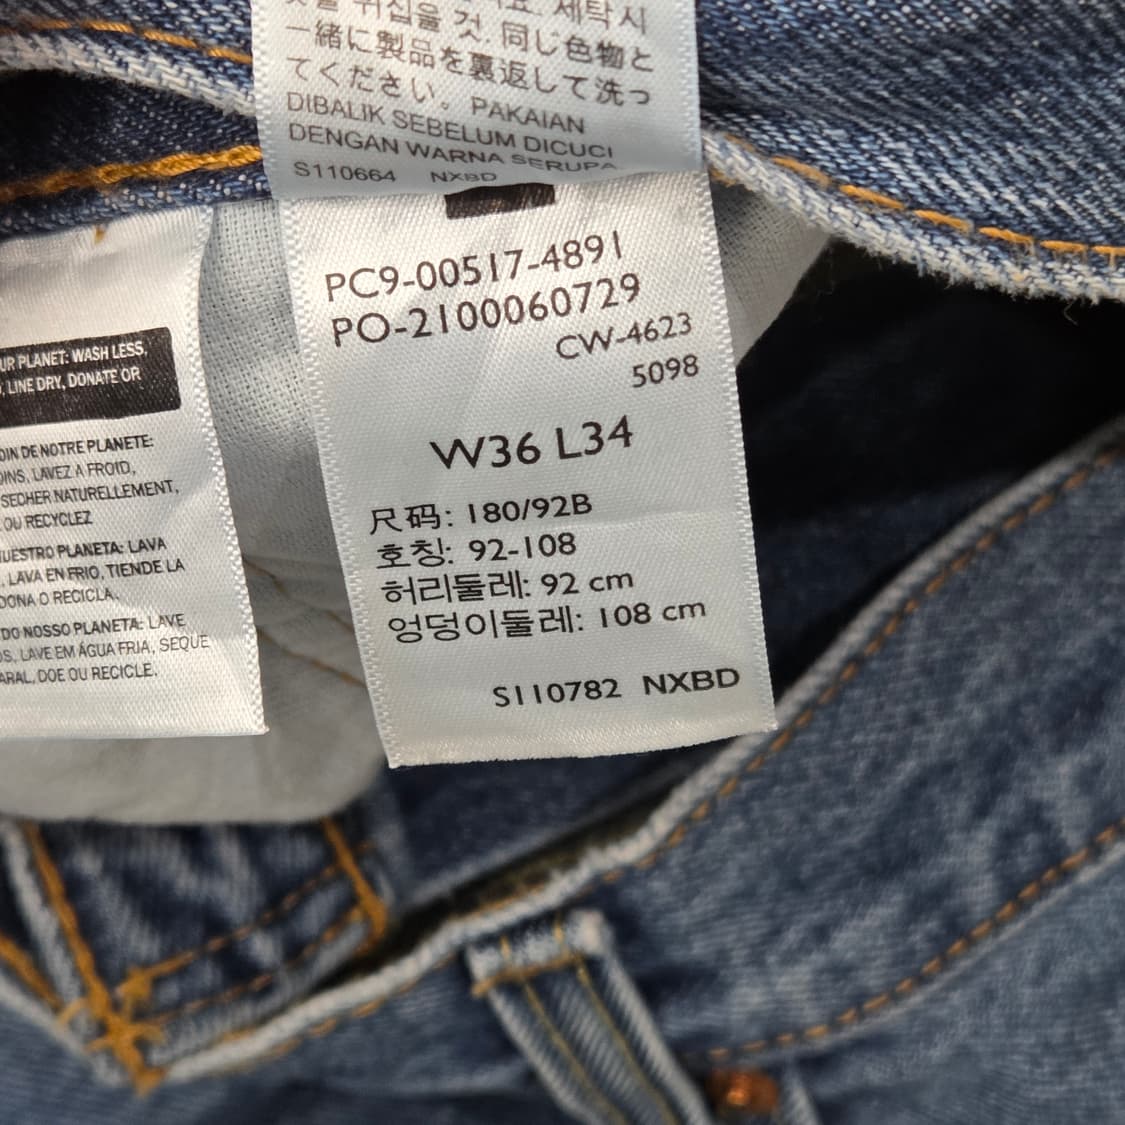 세탁 시
뒤집을 것. 同じ色物と
一緒に製品を裏返して洗っ
てください。PAKAIAN
DIBALIK SEBELUM DICUCI
DENGAN WARNA SERUPA
S110664 NXBD
PC9-00517-4891
PO-2100060729
CW-4623
5098
W36 L34
尺码: 180/92B
호칭: 92-108
허리둘레: 92 cm
엉덩이둘레: 108 cm
S110782 NXBD
UR PLANET: WASH LESS,
, LINE DRY, DONATE OR
OIN DE NOTRE PLANETE:
OINS, LAVEZ A FROID,
SECHER NATURELLEMENT,
OU RECYCLEZ
NUESTRO PLANETA: LAVA
, LAVA EN FRIO, TIENDE LA
DONA O RECICLA.
DO NOSSO PLANETA: LAVE
OS, LAVE EM ÁGUA FRIA, SEQUE
ARAL, DOE OU RECICLE.